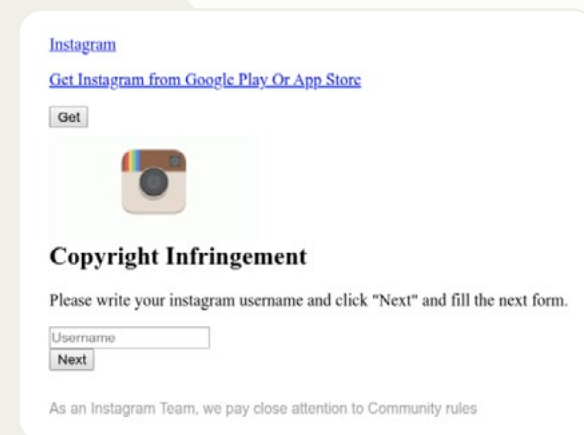 Instagram
Get Instagram from Google Play Or App Store
Get
Copyright Infringement
Please write your instagram username and click "Next" and fill the next form.
Username
Next
As an Instagram Team, we pay close attention to Community rules